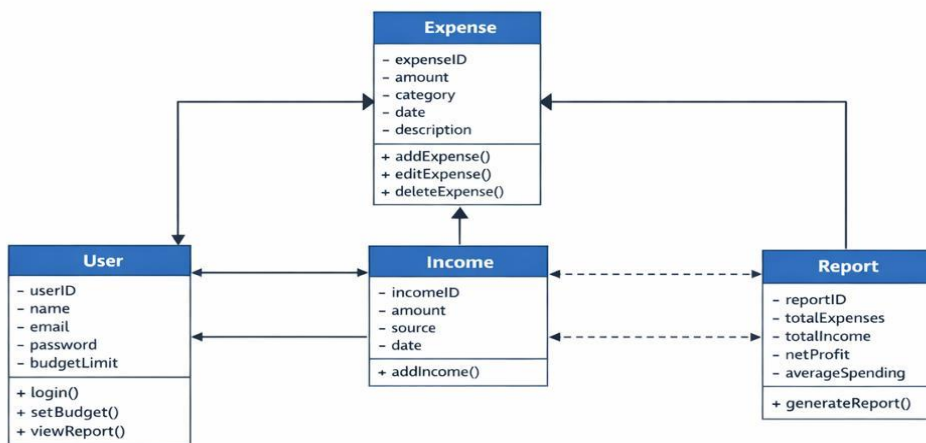 Expense
- expenseID
- amount
- category
- date
- description
+ addExpense()
+ editExpense()
+ deleteExpense()
User
- userID
- name
- email
- password
- budgetLimit
+ login()
+ setBudget()
+ viewReport()
Income
- incomeID
- amount
- source
- date
+ addIncome()
Report
- reportID
- totalExpenses
- totalIncome
- netProfit
- averageSpending
+ generateReport()